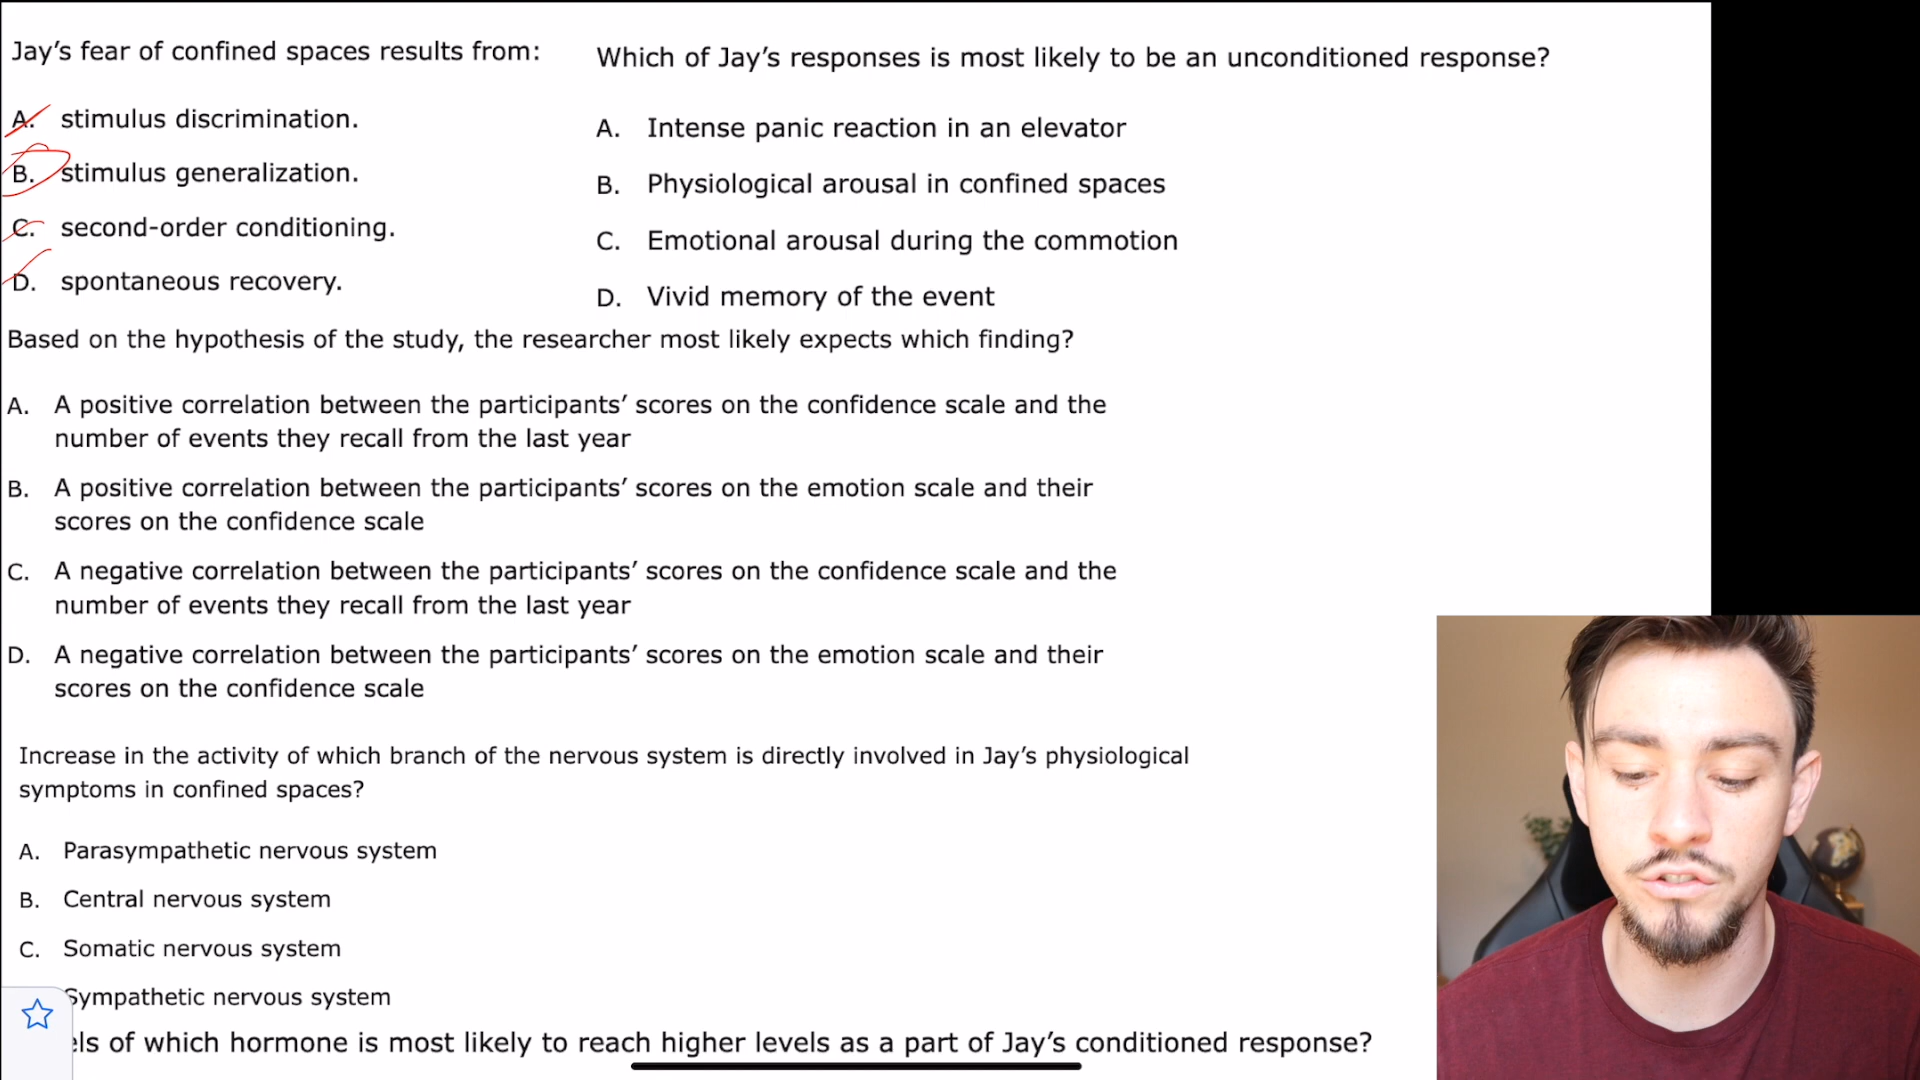 Jay's fear of confined spaces results from:
A. stimulus discrimination.
B. stimulus generalization.
C. second-order conditioning.
D. spontaneous recovery.
Which of Jay's responses is most likely to be an unconditioned response?
A. Intense panic reaction in an elevator
B. Physiological arousal in confined spaces
C. Emotional arousal during the commotion
D. Vivid memory of the event
Based on the hypothesis of the study, the researcher most likely expects which finding?
A. A positive correlation between the participants' scores on the confidence scale and the
number of events they recall from the last year
B. A positive correlation between the participants' scores on the emotion scale and their
scores on the confidence scale
C. A negative correlation between the participants' scores on the confidence scale and the
number of events they recall from the last year
D. A negative correlation between the participants' scores on the emotion scale and their
scores on the confidence scale
Increase in the activity of which branch of the nervous system is directly involved in Jay's physiological
symptoms in confined spaces?
A. Parasympathetic nervous system
B. Central nervous system
C. Somatic nervous system
Sympathetic nervous system
of which hormone is most likely to reach higher levels as a part of Jay's conditioned response?